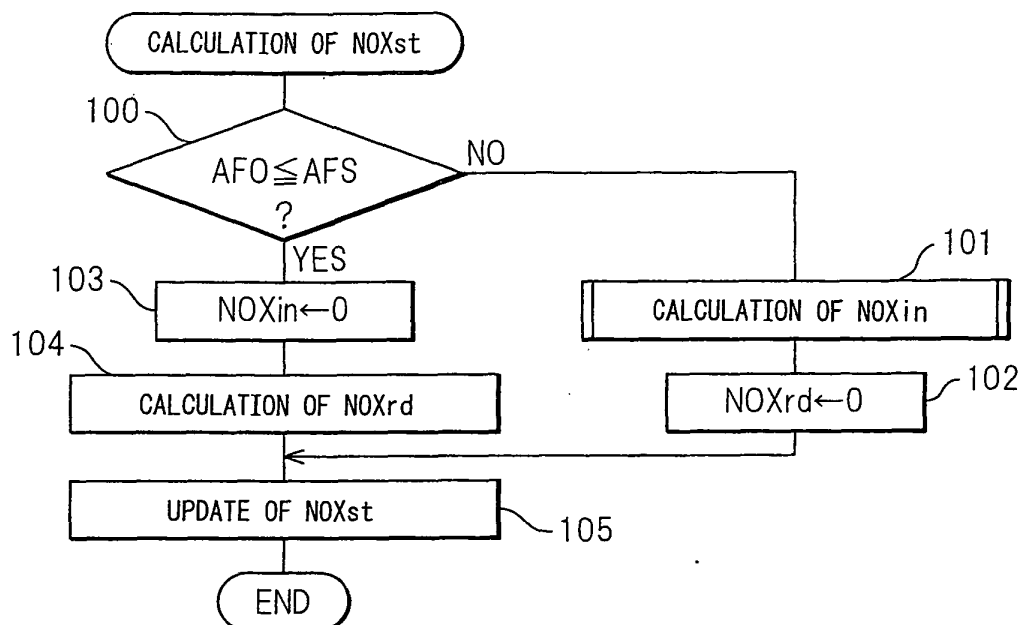 CALCULATION OF NOXst
100
AFO≦AFS
?
NO
YES
101
103
NOXin←0
CALCULATION OF NOXin
104
CALCULATION OF NOXrd
NOXrd←0
102
UPDATE OF NOXst
105
END